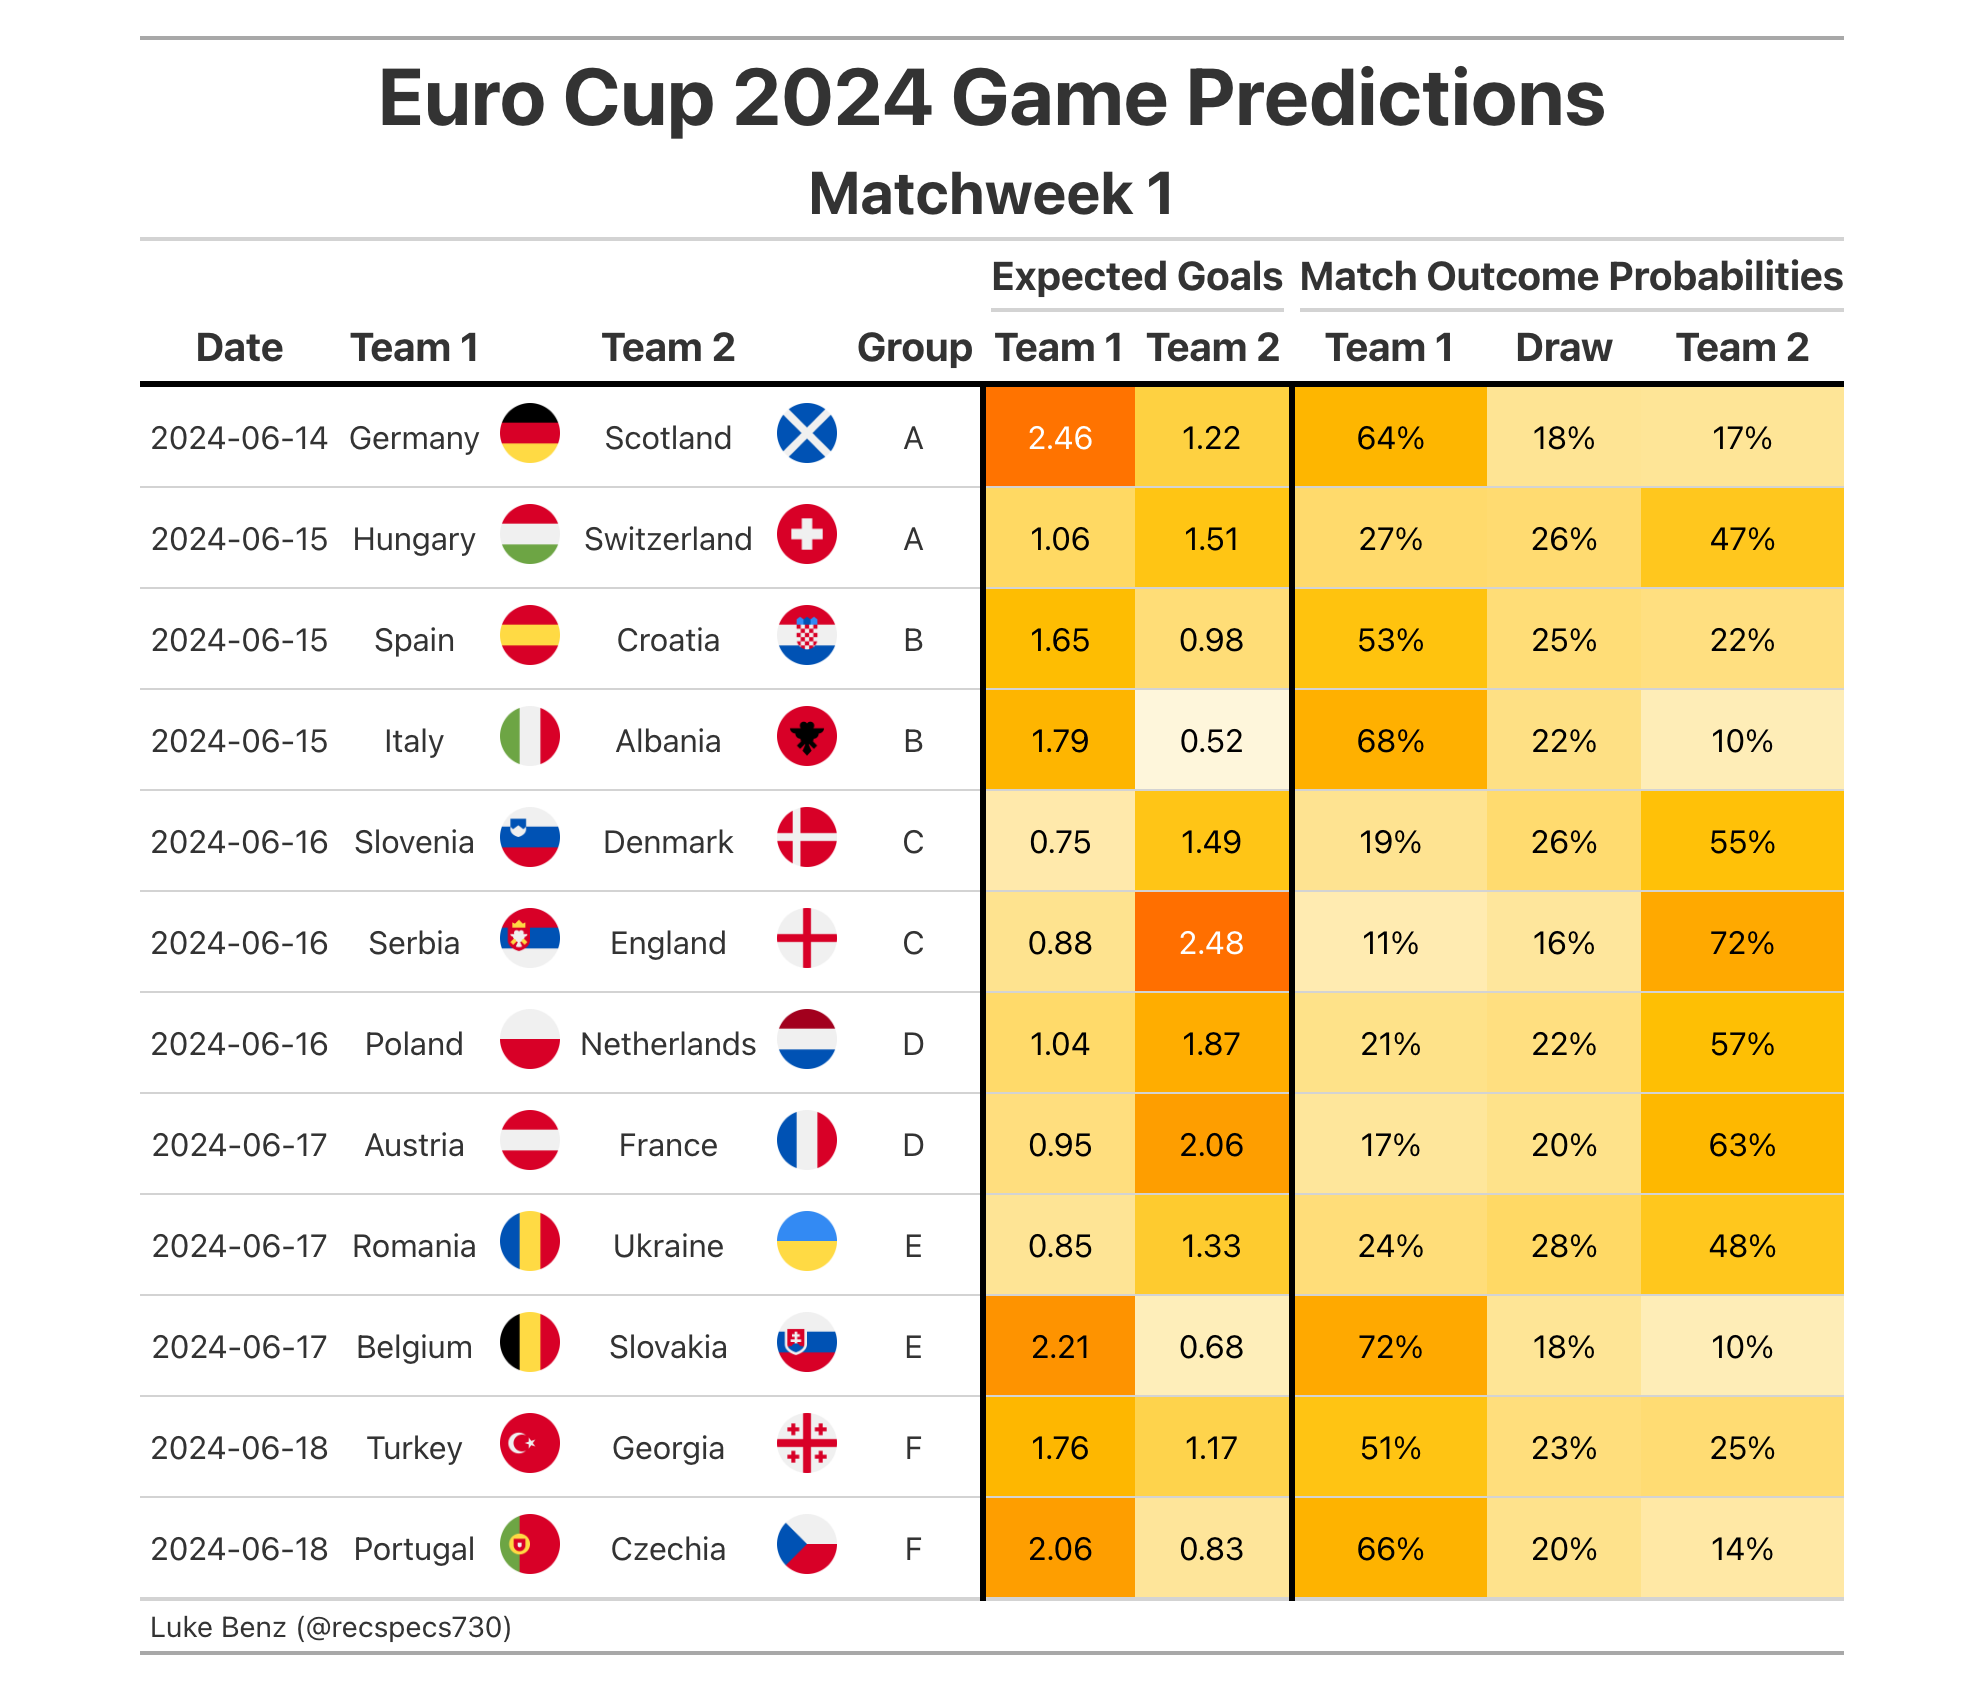 Euro Cup 2024 Game Predictions
Matchweek 1
Expected Goals Match Outcome Probabilities
Date Team 1 Team 2 Group Team 1 Team 2 Team 1 Draw Team 2
2024-06-14 Germany Scotland A 2.46 1.22 64% 18% 17%
2024-06-15 Hungary Switzerland A 1.06 1.51 27% 26% 47%
2024-06-15 Spain Croatia B 1.65 0.98 53% 25% 22%
2024-06-15 Italy Albania B 1.79 0.52 68% 22% 10%
2024-06-16 Slovenia Denmark C 0.75 1.49 19% 26% 55%
2024-06-16 Serbia England C 0.88 2.48 11% 16% 72%
2024-06-16 Poland Netherlands D 1.04 1.87 21% 22% 57%
2024-06-17 Austria France D 0.95 2.06 17% 20% 63%
2024-06-17 Romania Ukraine E 0.85 1.33 24% 28% 48%
2024-06-17 Belgium Slovakia E 2.21 0.68 72% 18% 10%
2024-06-18 Turkey Georgia F 1.76 1.17 51% 23% 25%
2024-06-18 Portugal Czechia F 2.06 0.83 66% 20% 14%
Luke Benz (@recspecs730)